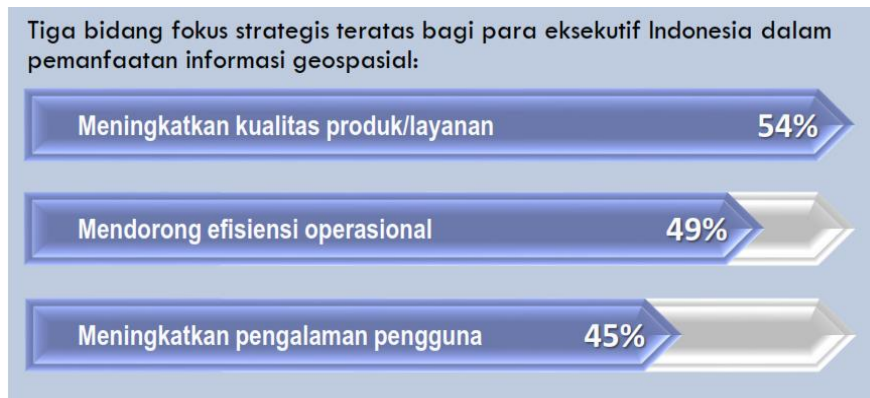 Tiga bidang fokus strategis teratas bagi para eksekutif Indonesia dalam
pemanfaatan informasi geospasial:
Meningkatkan kualitas produk/layanan 54%
Mendorong efisiensi operasional 49%
Meningkatkan pengalaman pengguna 45%